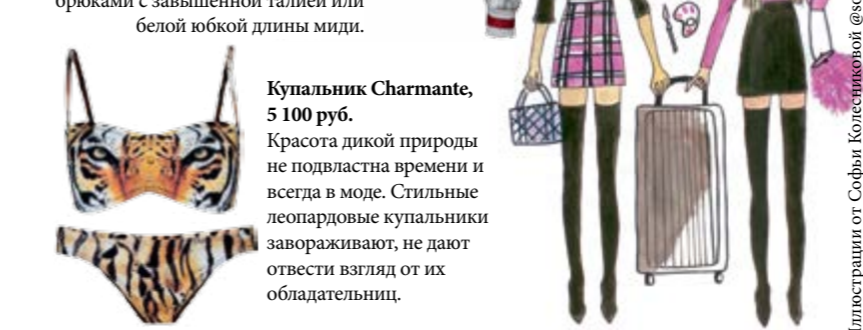 брюками с завышенной талией или
белой юбкой длины миди.
Купальник Charmante,
5 100 руб.
Красота дикой природы
не подвластна времени и
всегда в моде. Стильные
леопардовые купальники
завораживают, не дают
отвести взгляд от их
обладательниц.
Иллюстрации от Софьи Колесниковой